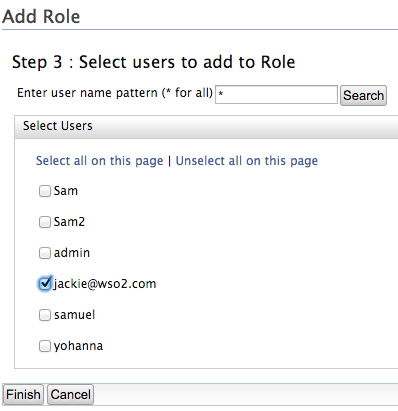 Add Role
Step 3 : Select users to add to Role
Enter user name pattern (* for all) * Search
Select Users
Select all on this page | Unselect all on this page
Sam
Sam2
admin
jackie@wso2.com
samuel
yohanna
Finish Cancel